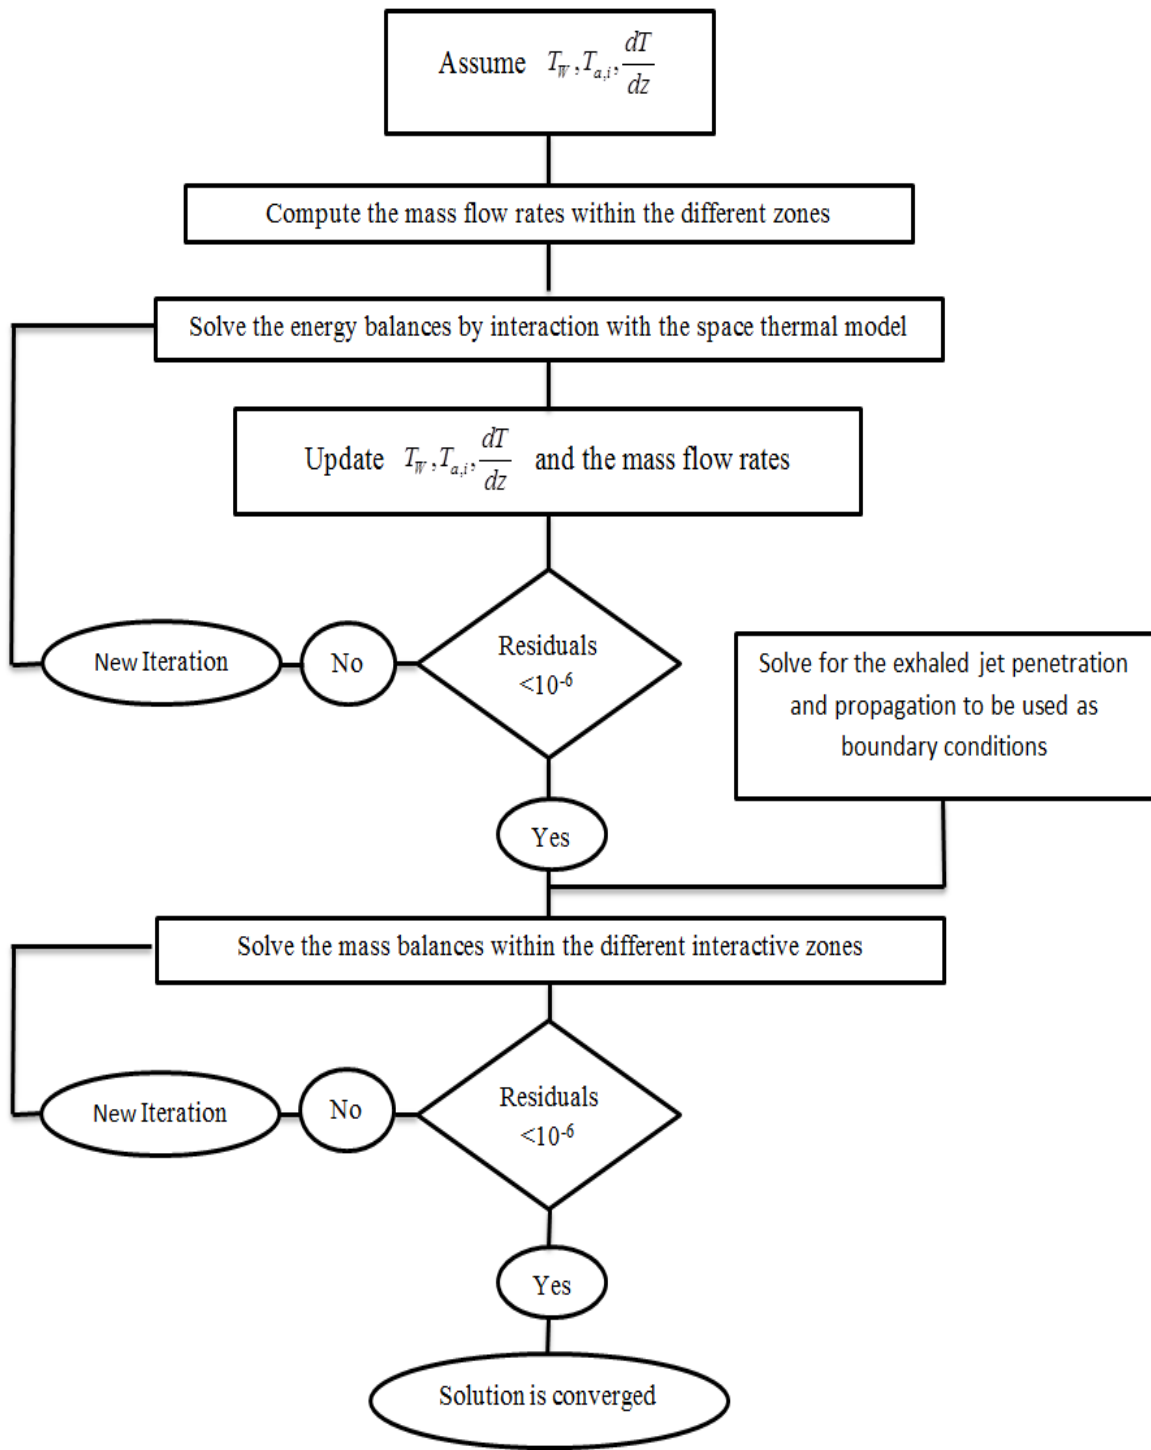 Assume T_W, T_{a,i}, dT/dz
Compute the mass flow rates within the different zones
Solve the energy balances by interaction with the space thermal model
Update T_W, T_{a,i}, dT/dz and the mass flow rates
Residuals
<10^-6
No
New Iteration
Yes
Solve for the exhaled jet penetration
and propagation to be used as
boundary conditions
Solve the mass balances within the different interactive zones
Residuals
<10^-6
No
New Iteration
Yes
Solution is converged